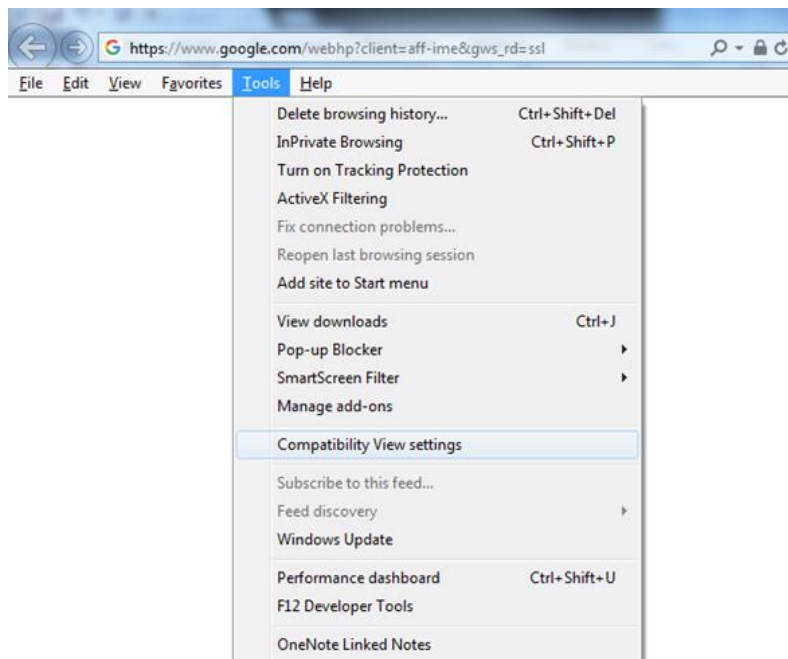 https://www.google.com/webhp?client=aff-ime&gws_rd=ssl
File Edit View Favorites Tools Help
Delete browsing history... Ctrl+Shift+Del
InPrivate Browsing Ctrl+Shift+P
Turn on Tracking Protection
ActiveX Filtering
Fix connection problems...
Reopen last browsing session
Add site to Start menu
View downloads Ctrl+J
Pop-up Blocker
SmartScreen Filter
Manage add-ons
Compatibility View settings
Subscribe to this feed...
Feed discovery
Windows Update
Performance dashboard Ctrl+Shift+U
F12 Developer Tools
OneNote Linked Notes